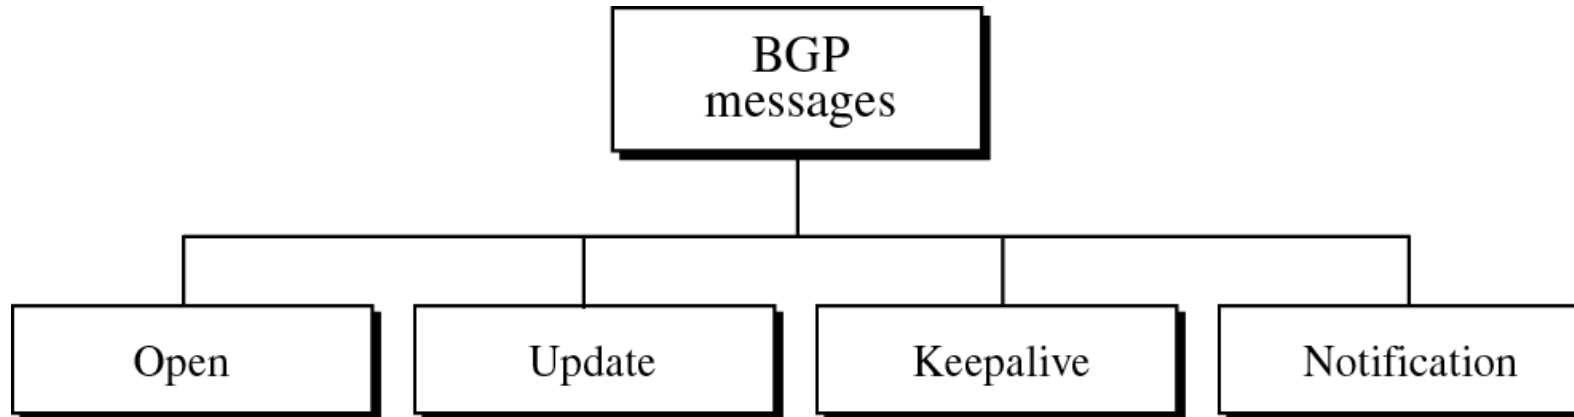 BGP
messages
Open
Update
Keepalive
Notification